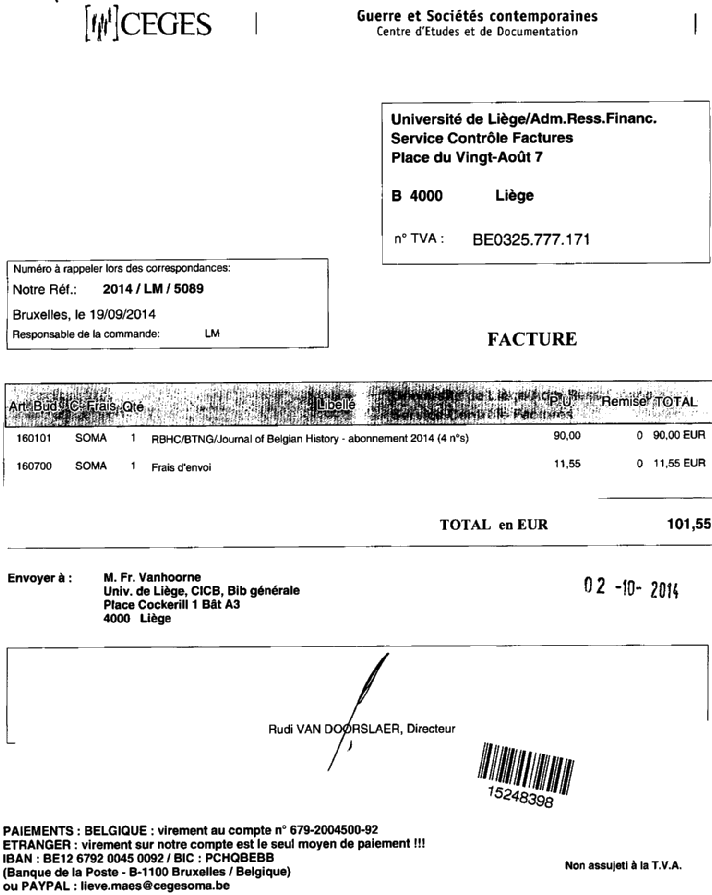 CEGES
Guerre et Sociétés contemporaines
Centre d'Etudes et de Documentation
Université de Liège/Adm.Ress.Financ.
Service Contrôle Factures
Place du Vingt-Août 7
B 4000 Liège
n° TVA : BE0325.777.171
Numéro à rappeler lors des correspondances:
Notre Réf.: 2014 / LM / 5089
Bruxelles, le 19/09/2014
Responsable de la commande: LM
FACTURE
Art. Bud. C. Frais Qté Libellé P.U. Remise TOTAL
160101 SOMA 1 RBHC/BTNG/Journal of Belgian History - abonnement 2014 (4 n°s) 90,00 0 90,00 EUR
160700 SOMA 1 Frais d'envoi 11,55 0 11,55 EUR
TOTAL en EUR 101,55
Envoyer à : M. Fr. Vanhoorne
Univ. de Liège, CICB, Bib générale
Place Cockerill 1 Bât A3
4000 Liège
02 -10- 2014
Rudi VAN DOORSLAER, Directeur
15248398
PAIEMENTS : BELGIQUE : virement au compte n° 679-2004500-92
ETRANGER : virement sur notre compte est le seul moyen de paiement !!!
IBAN : BE12 6792 0045 0092 / BIC : PCHQBEBB
(Banque de la Poste - B-1100 Bruxelles / Belgique)
ou PAYPAL : lieve.maes@cegesoma.be
Non assujeti à la T.V.A.